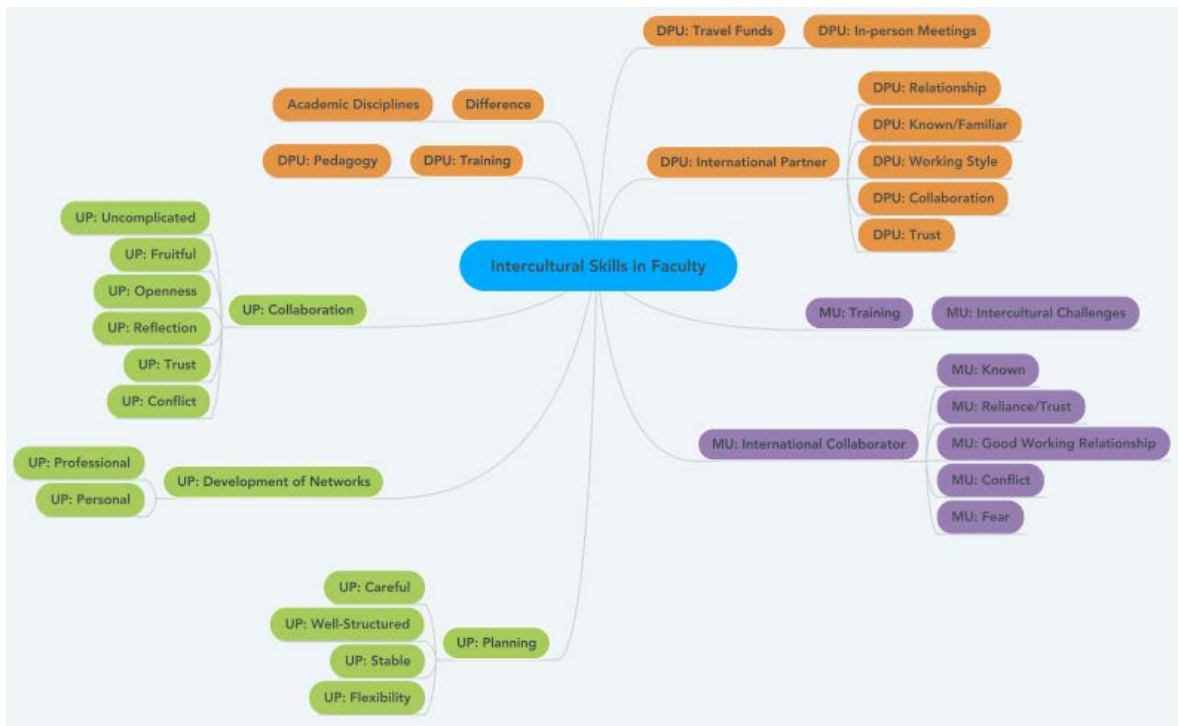 DPU: Travel Funds
DPU: In-person Meetings
Academic Disciplines
Difference
DPU: Pedagogy
DPU: Training
DPU: International Partner
DPU: Relationship
DPU: Known/Familiar
DPU: Working Style
DPU: Collaboration
DPU: Trust
Intercultural Skills in Faculty
UP: Uncomplicated
UP: Fruitful
UP: Openness
UP: Reflection
UP: Trust
UP: Conflict
UP: Collaboration
MU: Training
MU: Intercultural Challenges
MU: International Collaborator
MU: Known
MU: Reliance/Trust
MU: Good Working Relationship
MU: Conflict
MU: Fear
UP: Professional
UP: Personal
UP: Development of Networks
UP: Careful
UP: Well-Structured
UP: Stable
UP: Flexibility
UP: Planning